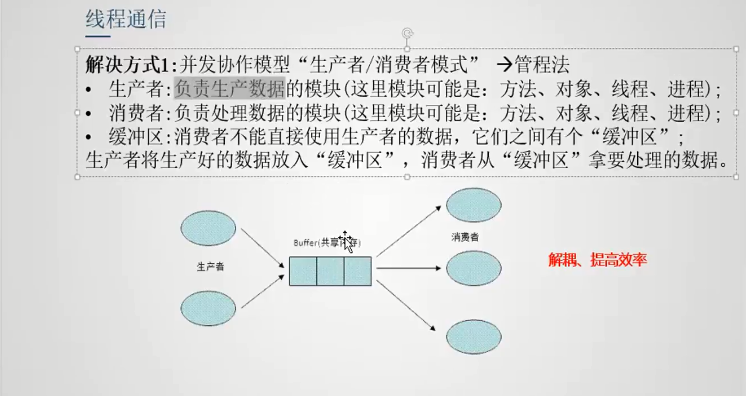 线程通信
解决方式1:并发协作模型“生产者/消费者模式” →管程法
• 生产者:负责生产数据的模块(这里模块可能是：方法、对象、线程、进程);
• 消费者:负责处理数据的模块(这里模块可能是：方法、对象、线程、进程);
• 缓冲区:消费者不能直接使用生产者的数据，它们之间有个“缓冲区”;
生产者将生产好的数据放入“缓冲区”，消费者从“缓冲区”拿要处理的数据。
Buffer(共享内存)
消费者
生产者
解耦、提高效率